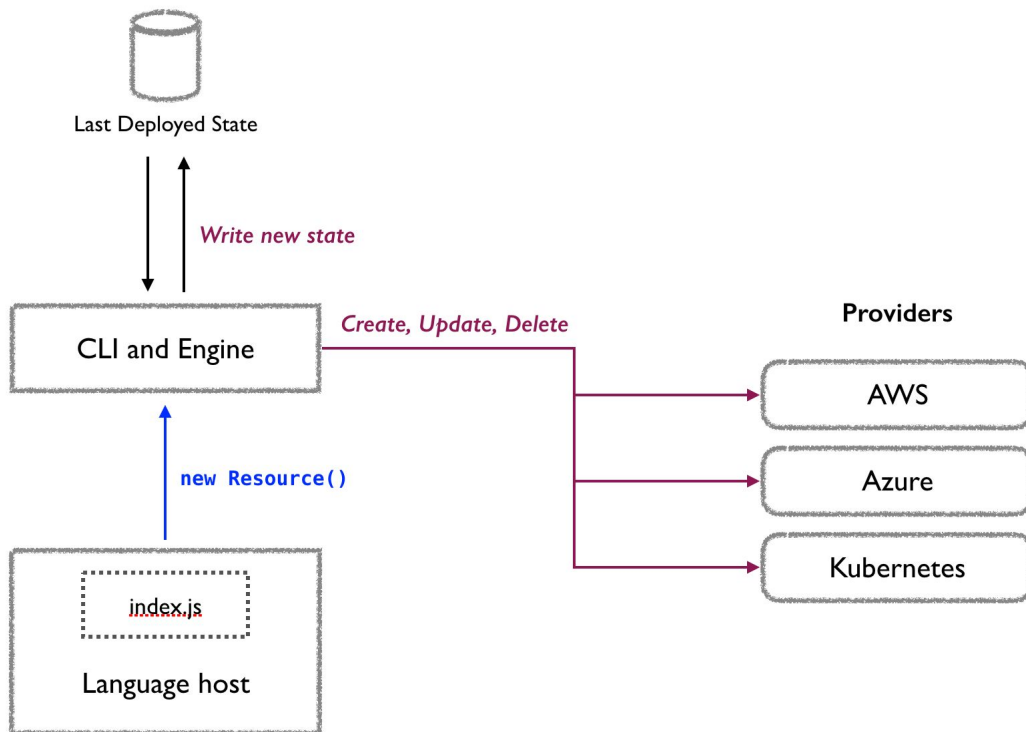 Last Deployed State
Write new state
CLI and Engine
Create, Update, Delete
Providers
AWS
Azure
Kubernetes
new Resource()
index.js
Language host